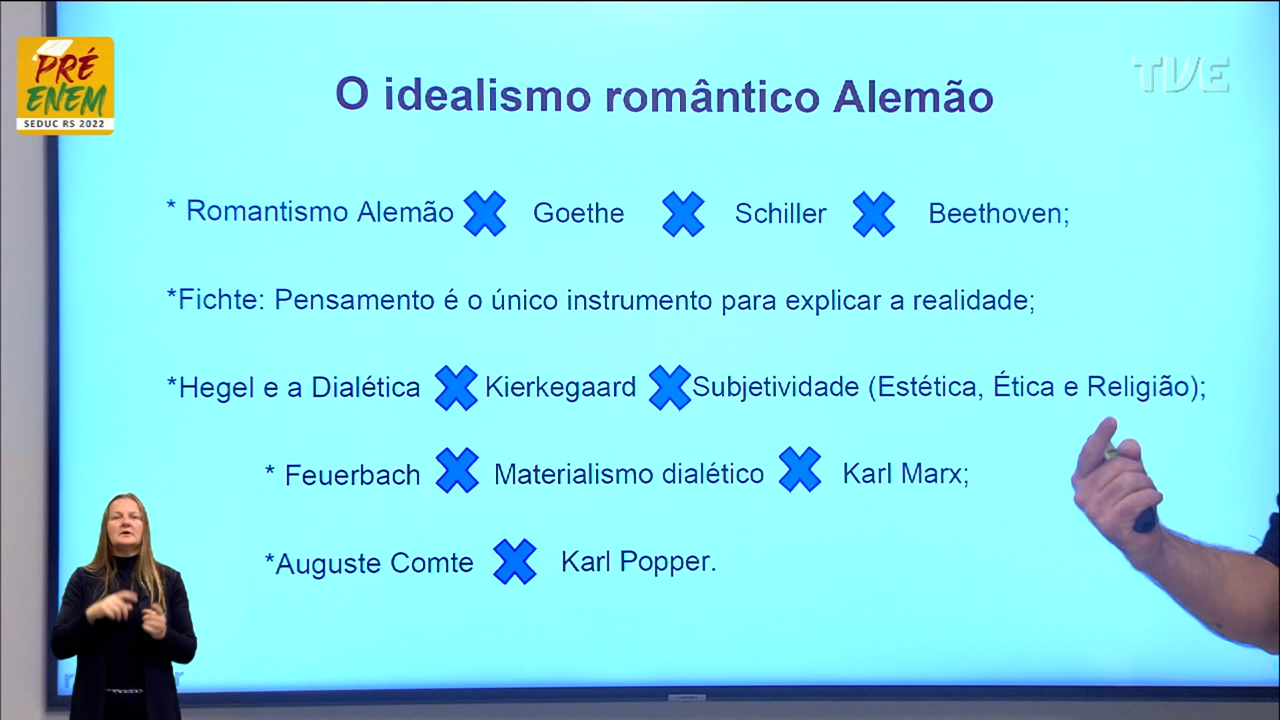 PRÉ
ENEM
SEDUC RS 2022
TVE
O idealismo romântico Alemão
* Romantismo Alemão Goethe Schiller Beethoven;
*Fichte: Pensamento é o único instrumento para explicar a realidade;
*Hegel e a Dialética Kierkegaard Subjetividade (Estética, Ética e Religião);
* Feuerbach Materialismo dialético Karl Marx;
*Auguste Comte Karl Popper.